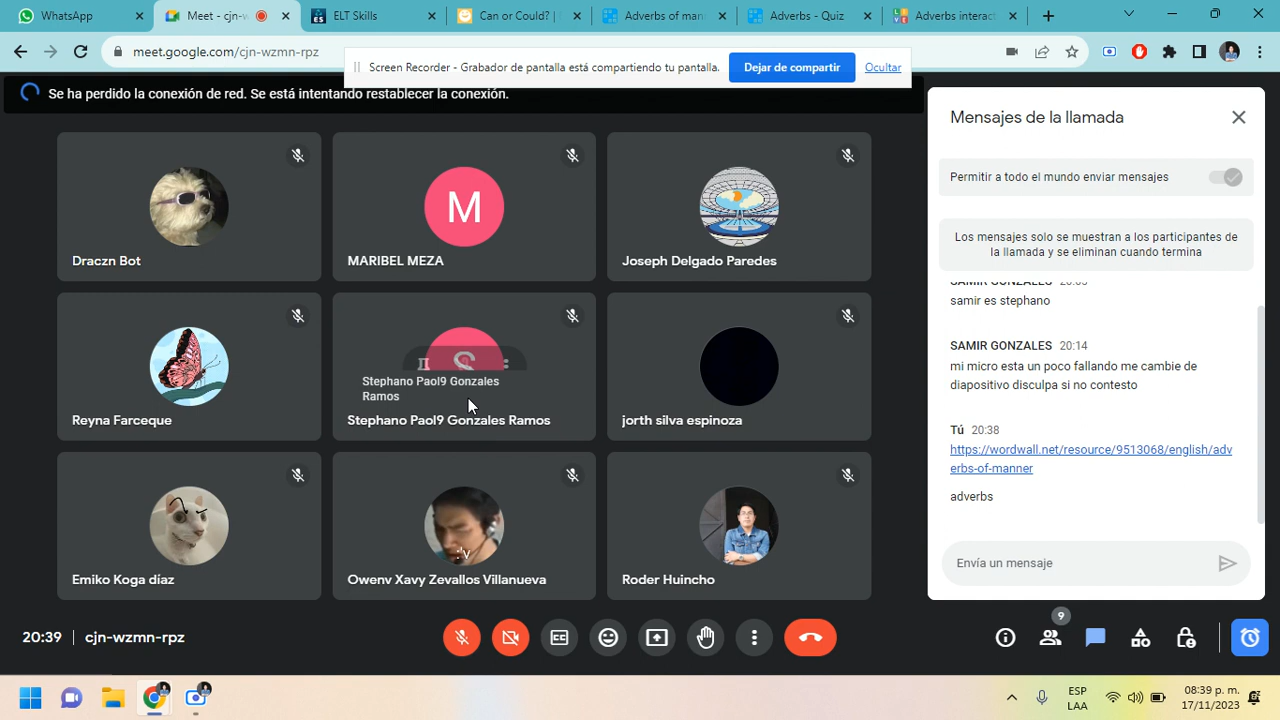 WhatsApp
Meet - cjn-w
ELT Skills
Can or Could? |
Adverbs of man
Adverbs - Quiz
Adverbs interac
meet.google.com/cjn-wzmn-rpz
Screen Recorder - Grabador de pantalla está compartiendo tu pantalla.
Dejar de compartir
Ocultar
Se ha perdido la conexión de red. Se está intentando restablecer la conexión.
Mensajes de la llamada
Permitir a todo el mundo enviar mensajes
Los mensajes solo se muestran a los participantes de
la llamada y se eliminan cuando termina
SAMIR GONZALES
samir es stephano
SAMIR GONZALES 20:14
mi micro esta un poco fallando me cambie de
diapositivo disculpa si no contesto
Tú 20:38
https://wordwall.net/resource/9513068/english/adv
erbs-of-manner
adverbs
Envía un mensaje
Draczn Bot
M
MARIBEL MEZA
Joseph Delgado Paredes
Reyna Farceque
S
Stephano Paol9 Gonzales
Ramos
Stephano Paol9 Gonzales Ramos
jorth silva espinoza
Emiko Koga díaz
:v
Owenv Xavy Zevallos Villanueva
Roder Huincho
20:39 | cjn-wzmn-rpz
9
ESP
LAA
08:39 p. m.
17/11/2023